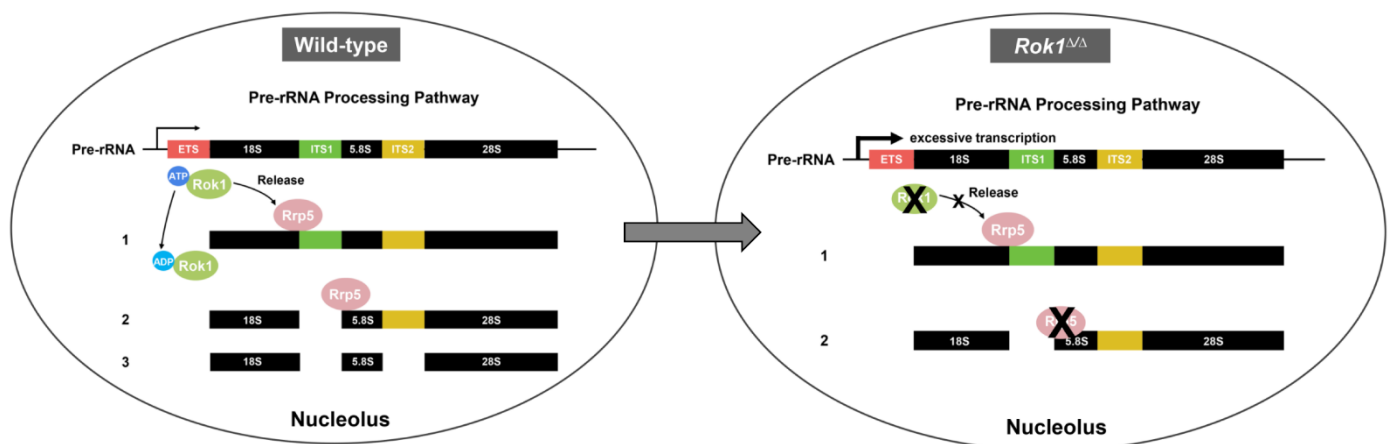 Wild-type
Pre-rRNA Processing Pathway
Pre-rRNA
ETS 18S ITS1 5.8S ITS2 28S
ATP Rok1 Release
Rrp5
1
ADP Rok1
Rrp5
2 18S 5.8S 28S
3 18S 5.8S 28S
Nucleolus
Rok1Δ/Δ
Pre-rRNA Processing Pathway
excessive transcription
Pre-rRNA
ETS 18S ITS1 5.8S ITS2 28S
X x Release
Rrp5
1
X
2 18S 5.8S 28S
Nucleolus